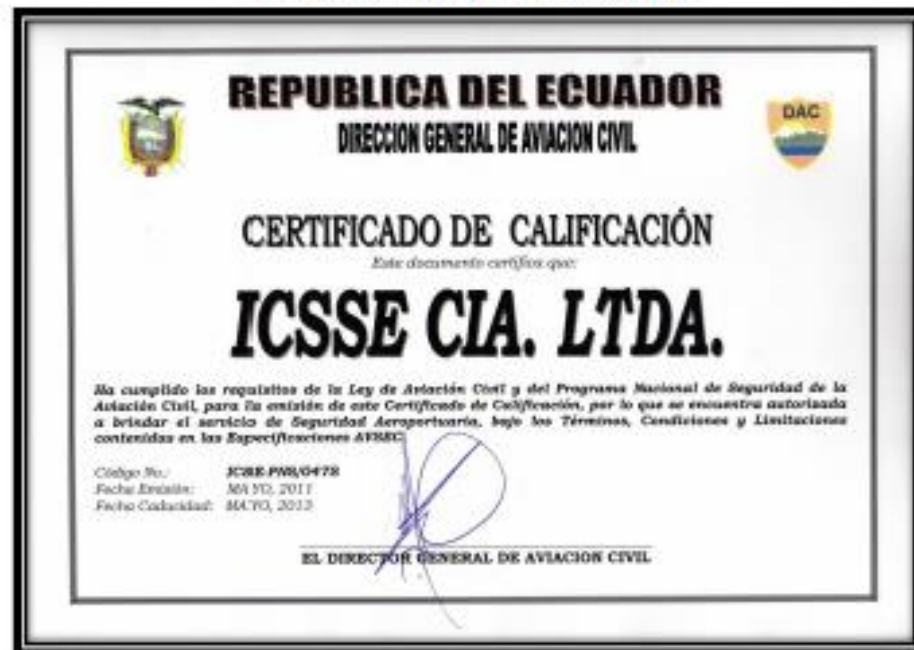 REPUBLICA DEL ECUADOR
DIRECCION GENERAL DE AVIACION CIVIL
DAC
CERTIFICADO DE CALIFICACIÓN
Este documento certifica que:
ICSSE CIA. LTDA.
Ha cumplido los requisitos de la Ley de Aviación Civil y del Programa Nacional de Seguridad de la
Aviación Civil, para la emisión de este Certificado de Calificación, por lo que se encuentra autorizada
a brindar el servicio de Seguridad Aeroportuaria, bajo los Términos, Condiciones y Limitaciones
contenidas en las Especificaciones AVSEC
Código No.:
Fecha Emisión: MAYO, 2011
Fecha Caducidad: MAYO, 2013
EL DIRECTOR GENERAL DE AVIACION CIVIL